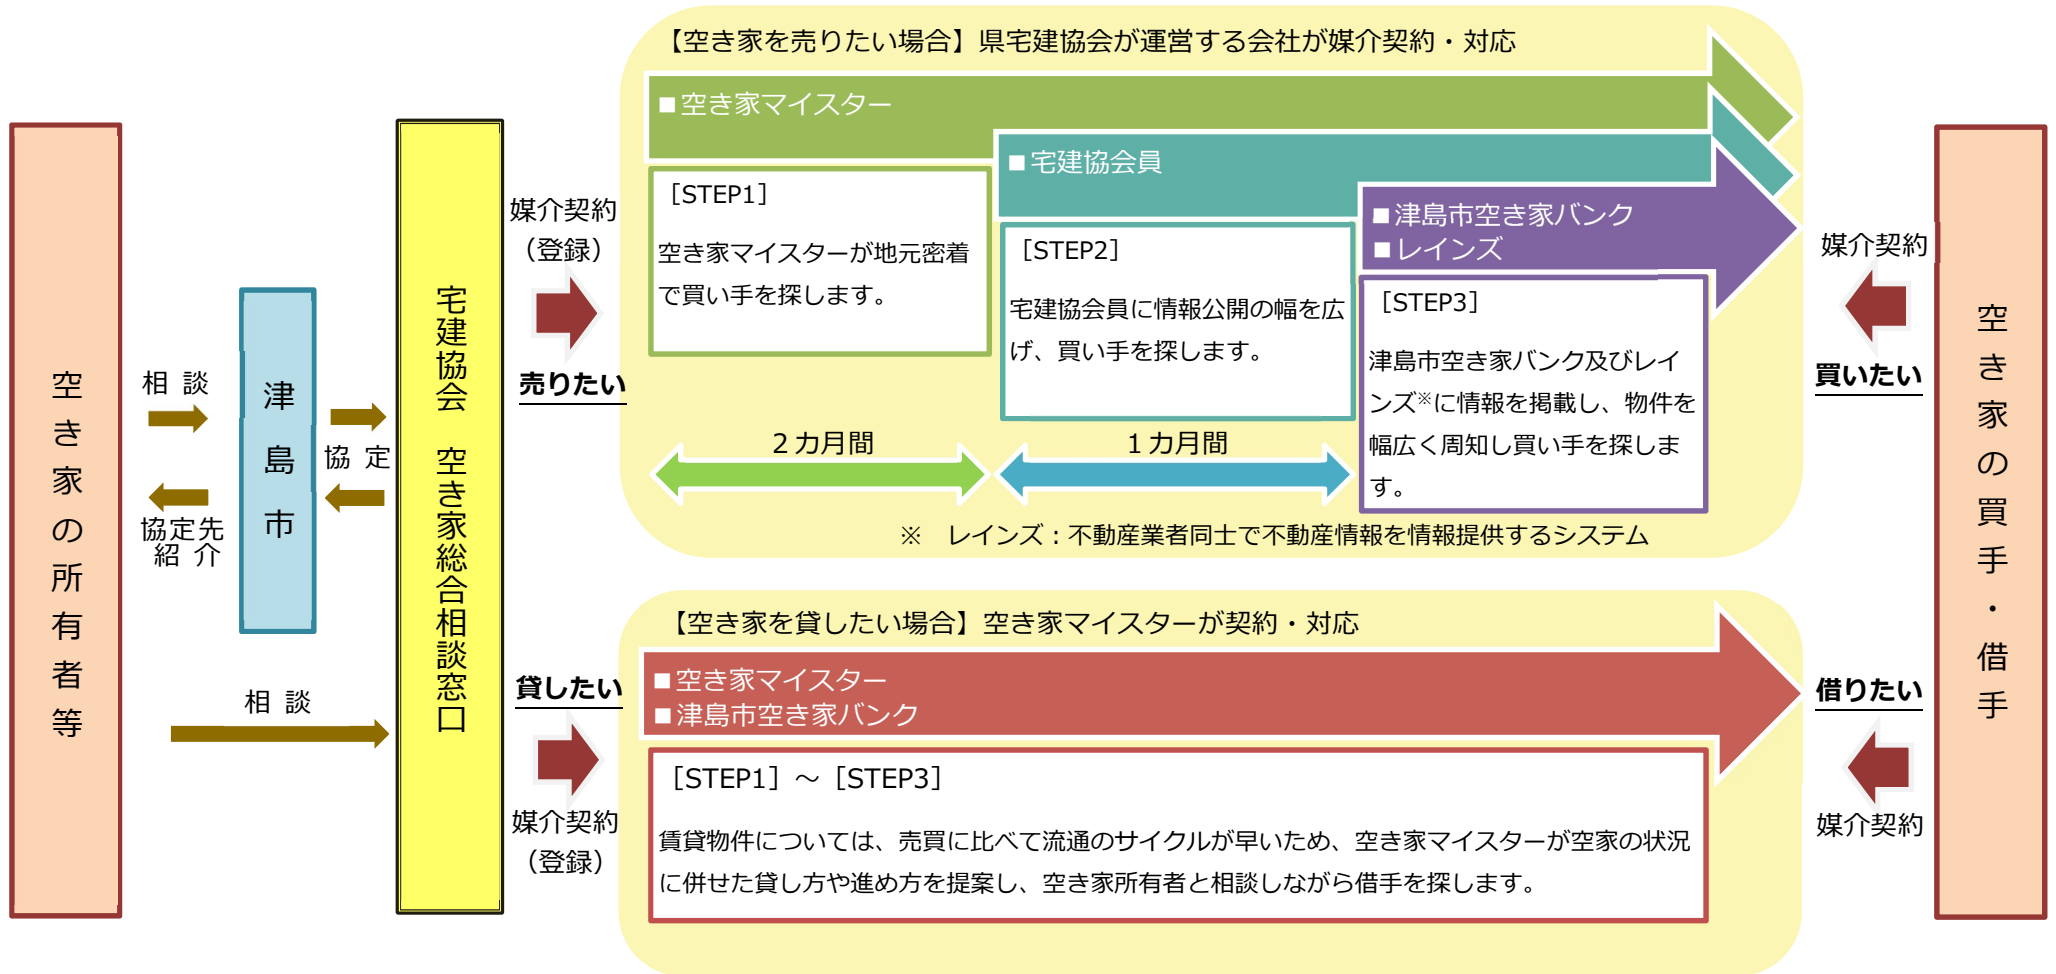 空き家の所有者等
相 談
協定先
紹 介
津島市
協 定
相 談
宅建協会 空き家総合相談窓口
媒介契約
（登録）
売りたい
【空き家を売りたい場合】県宅建協会が運営する会社が媒介契約・対応
■空き家マイスター
［STEP1］
空き家マイスターが地元密着
で買い手を探します。
■宅建協会員
［STEP2］
宅建協会員に情報公開の幅を広
げ、買い手を探します。
■津島市空き家バンク
■レインズ
［STEP3］
津島市空き家バンク及びレイ
ンズ※に情報を掲載し、物件を
幅広く周知し買い手を探しま
す。
２カ月間
１カ月間
※　レインズ：不動産業者同士で不動産情報を情報提供するシステム
媒介契約
買いたい
貸したい
媒介契約
（登録）
【空き家を貸したい場合】空き家マイスターが契約・対応
■空き家マイスター
■津島市空き家バンク
［STEP1］～［STEP3］
賃貸物件については、売買に比べて流通のサイクルが早いため、空き家マイスターが空家の状況
に併せた貸し方や進め方を提案し、空き家所有者と相談しながら借手を探します。
借りたい
媒介契約
空き家の買手・借手